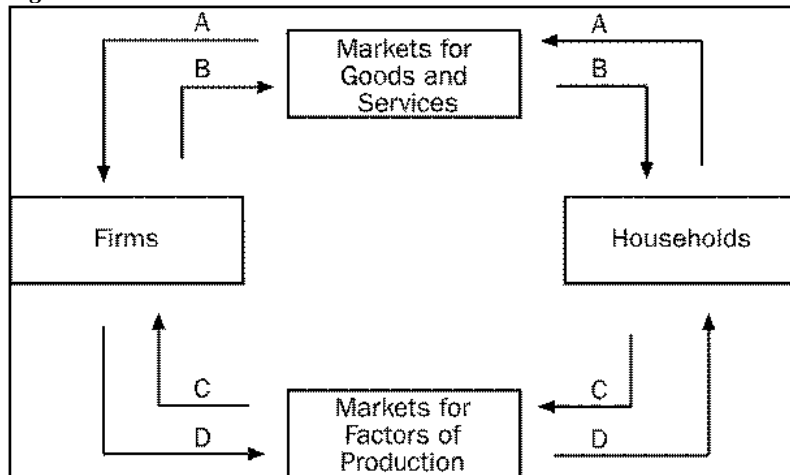 A
A
Markets for
Goods and
Services
B
B
Firms
Households
C
C
Markets for
Factors of
Production
D
D